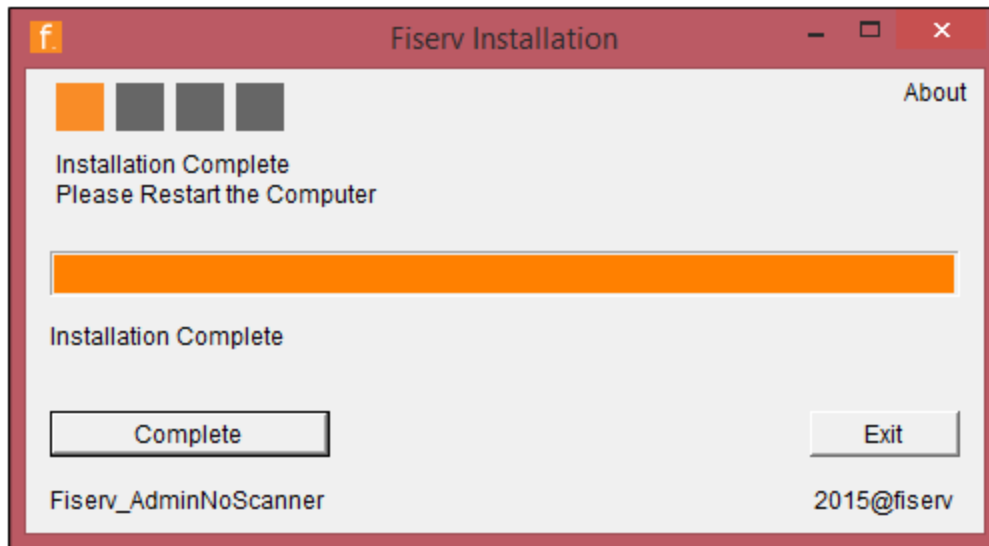 f.
Fiserv Installation
About
Installation Complete
Please Restart the Computer
Installation Complete
Complete
Exit
Fiserv_AdminNoScanner
2015@fiserv